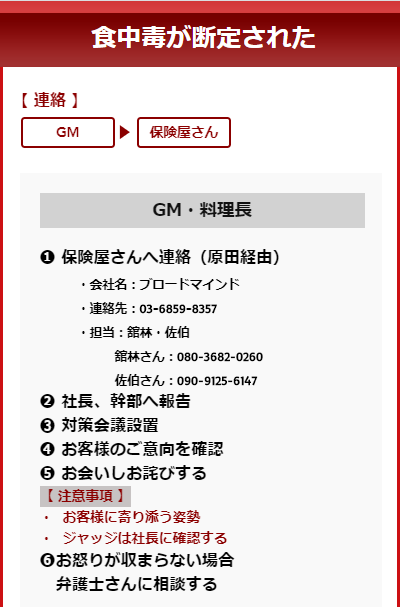 食中毒が断定された
【 連絡 】
GM ▶ 保険屋さん
GM・料理長
❶ 保険屋さんへ連絡（原田経由）
・会社名：ブロードマインド
・連絡先：03-6859-8357
・担当：舘林・佐伯
舘林さん：080-3682-0260
佐伯さん：090-9125-6147
❷ 社長、幹部へ報告
❸ 対策会議設置
❹ お客様のご意向を確認
❺ お会いしお詫びする
【 注意事項 】
・ お客様に寄り添う姿勢
・ ジャッジは社長に確認する
❻お怒りが収まらない場合
弁護士さんに相談する